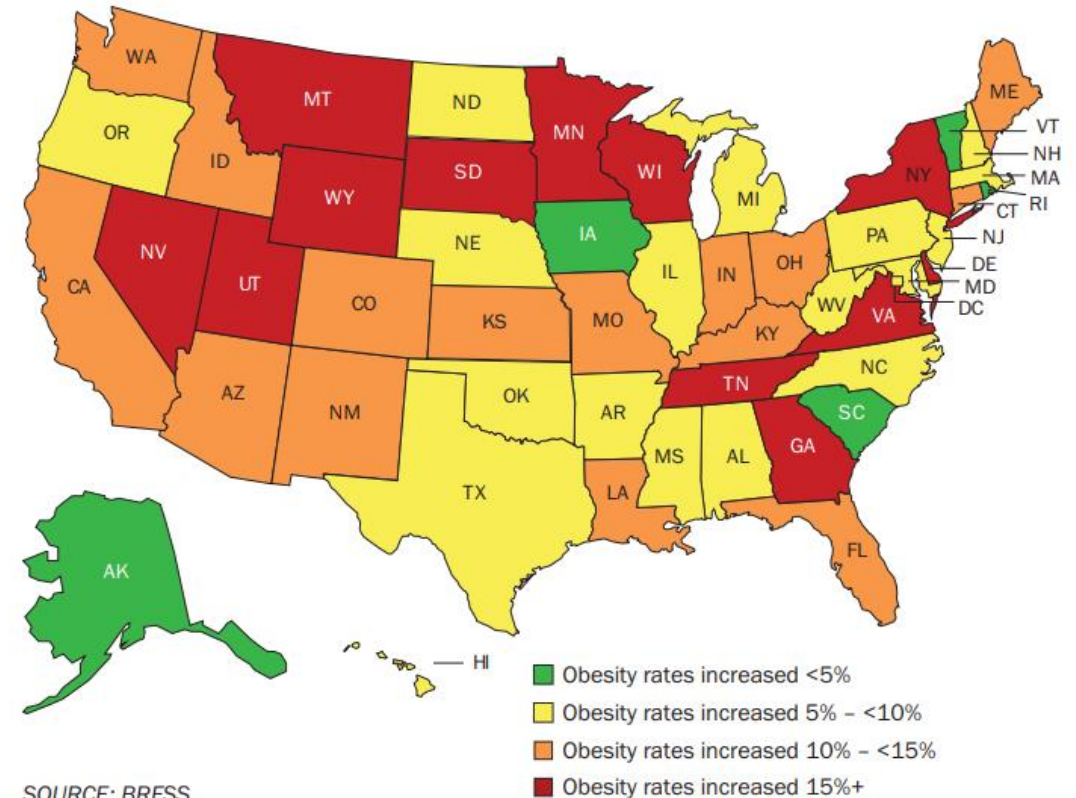 WA
MT
ND
MN
ME
OR
ID
VT
WI
NH
SD
NY
MA
WY
MI
RI
CT
IA
NE
PA
NJ
NV
IL
OH
DE
IN
UT
MD
CA
CO
WV
DC
VA
KS
MO
KY
NC
TN
AZ
OK
NM
AR
SC
GA
MS
AL
TX
LA
FL
AK
HI
Obesity rates increased <5%
Obesity rates increased 5% – <10%
Obesity rates increased 10% – <15%
Obesity rates increased 15%+
SOURCE: BRFSS